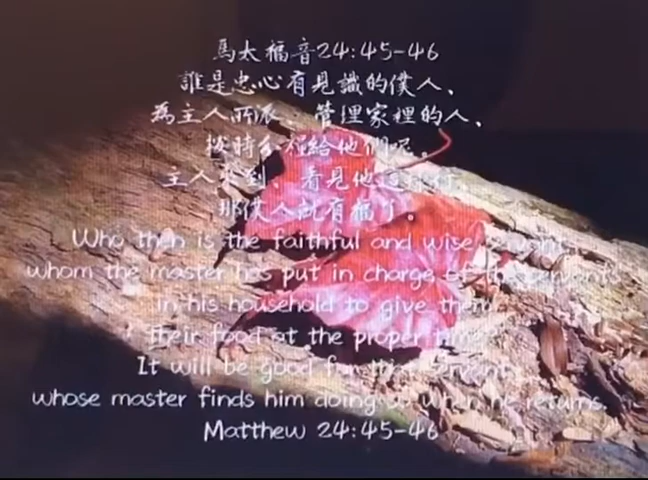 馬太福音24:45-46
誰是忠心有見識的僕人、
為主人所派、管理家裡的人、
按時分糧給他們呢。
主人來到、看見他這樣行、
那僕人就有福了。
Who then is the faithful and wise servant,
whom the master has put in charge of the servants
in his household to give them
their food at the proper time?
It will be good for that servant
whose master finds him doing so when he returns.
Matthew 24:45-46